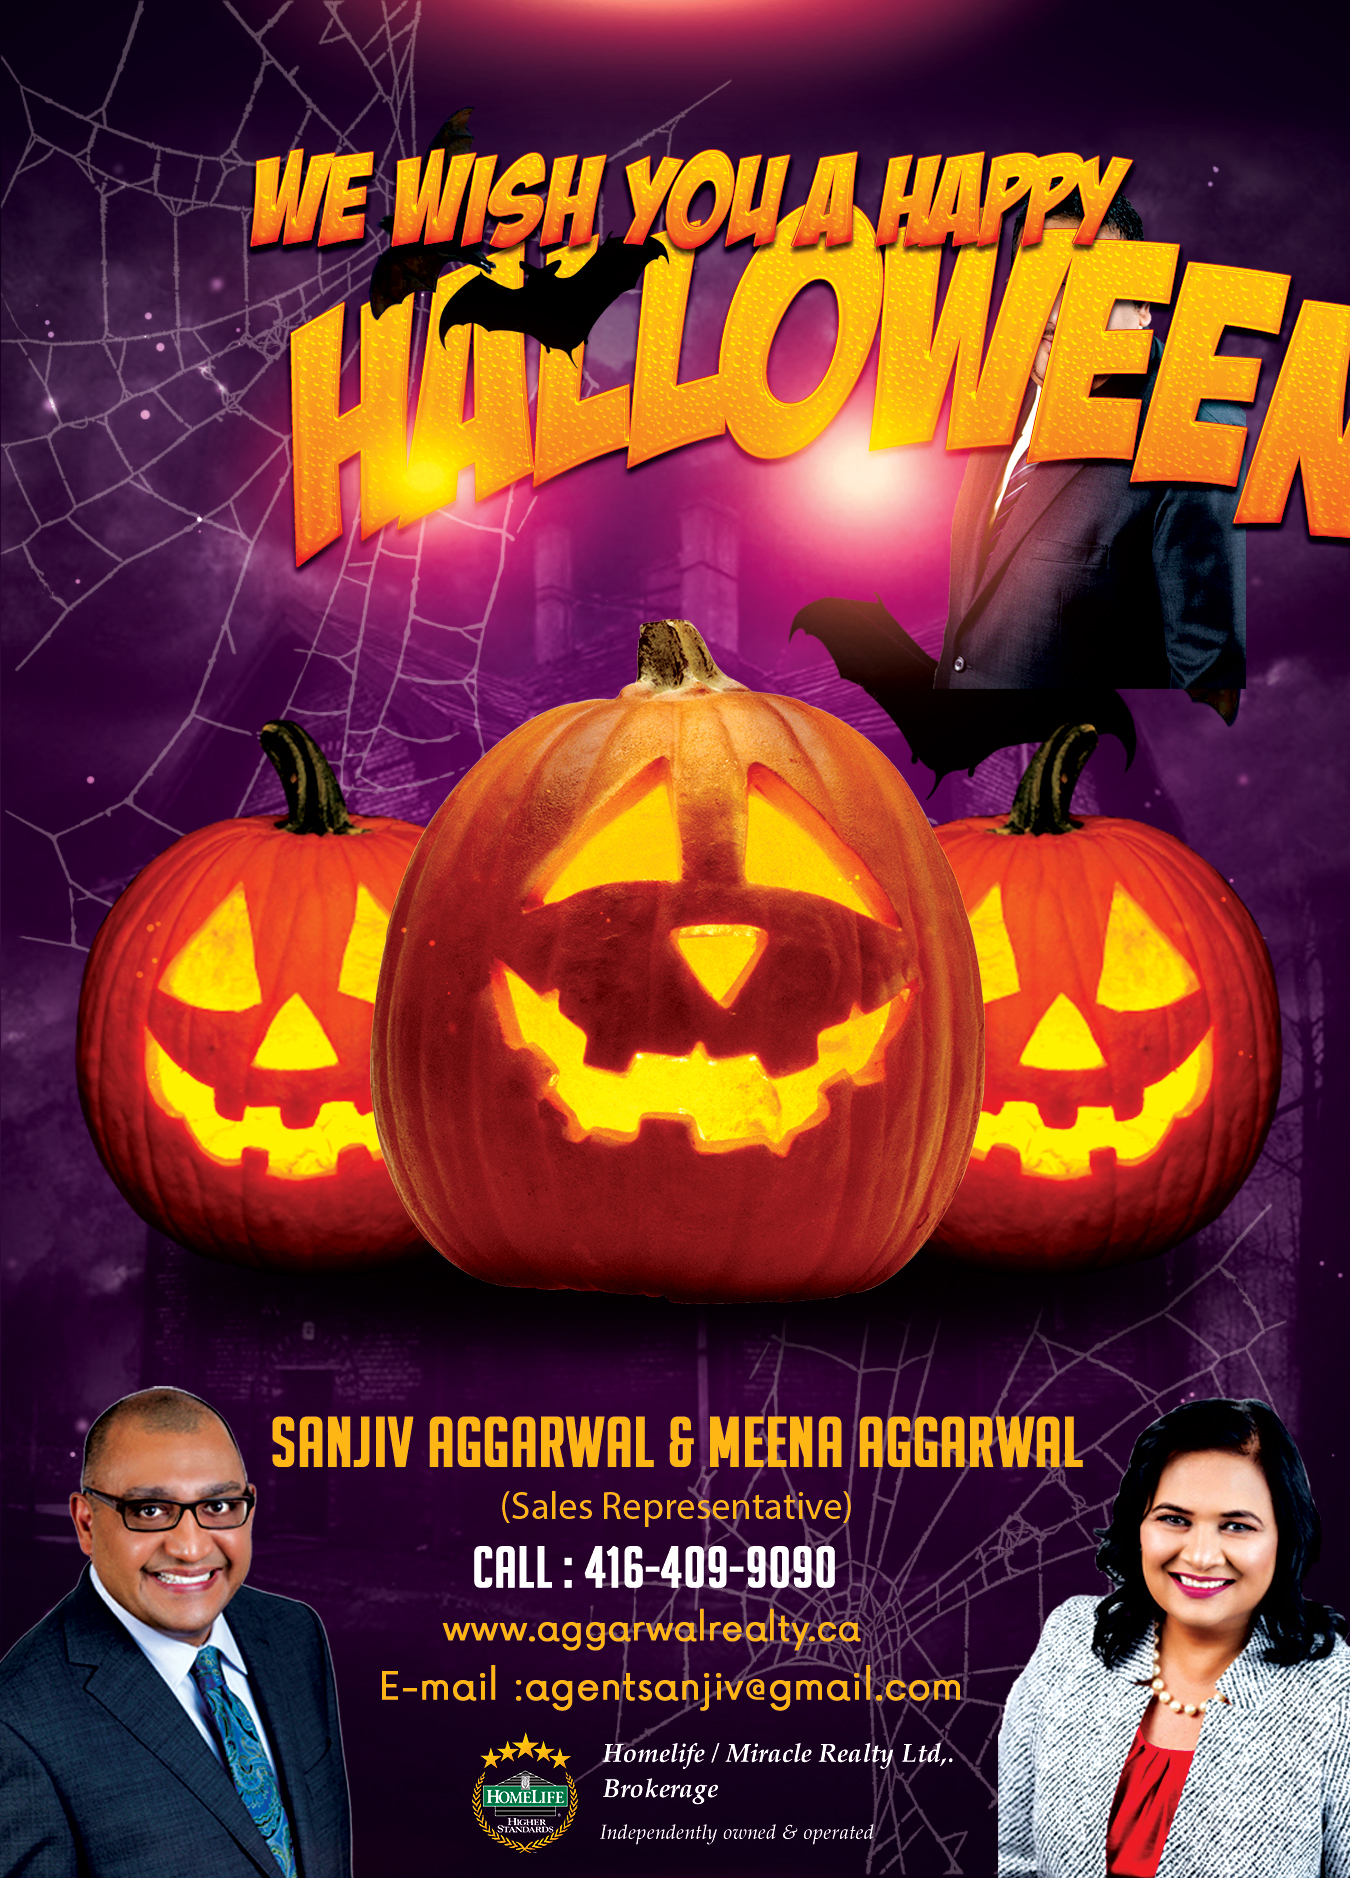 WE WISH YOU A HAPPY
HALLOWEEN
SANJIV AGGARWAL & MEENA AGGARWAL
(Sales Representative)
CALL : 416-409-9090
www.aggarwalrealty.ca
E-mail :agentsanjiv@gmail.com
Homelife / Miracle Realty Ltd,.
Brokerage
Independently owned & operated
HOMELIFE
HIGHER
STANDARDS